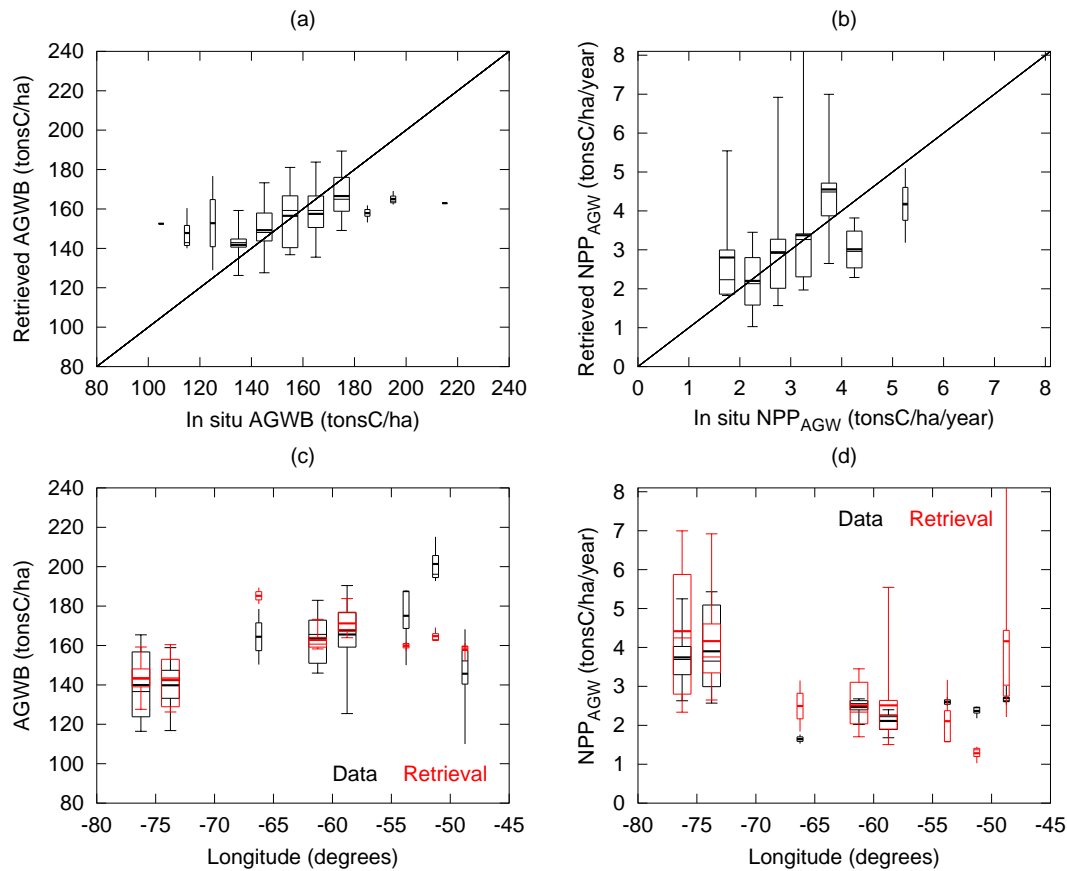 (a)
240
220
200
180
160
140
120
100
80
80 100 120 140 160 180 200 220 240
Retrieved AGWB (tonsC/ha)
In situ AGWB (tonsC/ha)
(b)
8
7
6
5
4
3
2
1
0
0 1 2 3 4 5 6 7 8
Retrieved NPP_AGW (tonsC/ha/year)
In situ NPP_AGW (tonsC/ha/year)
(c)
240
220
200
180
160
140
120
100
80
-80 -75 -70 -65 -60 -55 -50 -45
AGWB (tonsC/ha)
Longitude (degrees)
Data Retrieval
(d)
8
7
6
5
4
3
2
1
0
-80 -75 -70 -65 -60 -55 -50 -45
NPP_AGW (tonsC/ha/year)
Longitude (degrees)
Data Retrieval